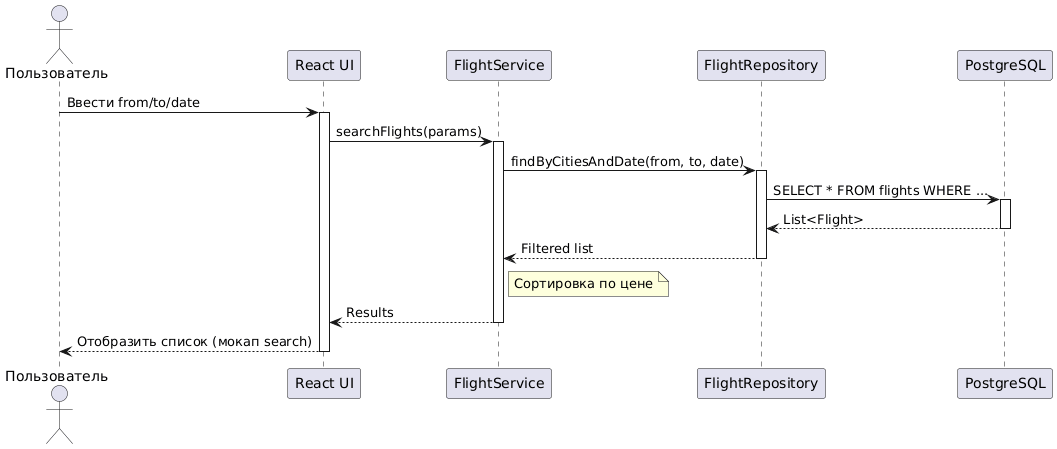 Пользователь
React UI
FlightService
FlightRepository
PostgreSQL
Ввести from/to/date
searchFlights(params)
findByCitiesAndDate(from, to, date)
SELECT * FROM flights WHERE ...
List<Flight>
Filtered list
Сортировка по цене
Results
Отобразить список (мокап search)
Пользователь
React UI
FlightService
FlightRepository
PostgreSQL